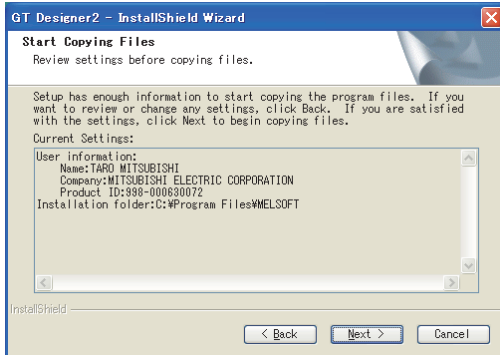 GT Designer2 - InstallShield Wizard
Start Copying Files
Review settings before copying files.
Setup has enough information to start copying the program files. If you
want to review or change any settings, click Back. If you are satisfied
with the settings, click Next to begin copying files.
Current Settings:
User information:
Name:TARO MITSUBISHI
Company:MITSUBISHI ELECTRIC CORPORATION
Product ID:998-000630072
Installation folder:C:¥Program Files¥MELSOFT
InstallShield
< Back
Next >
Cancel